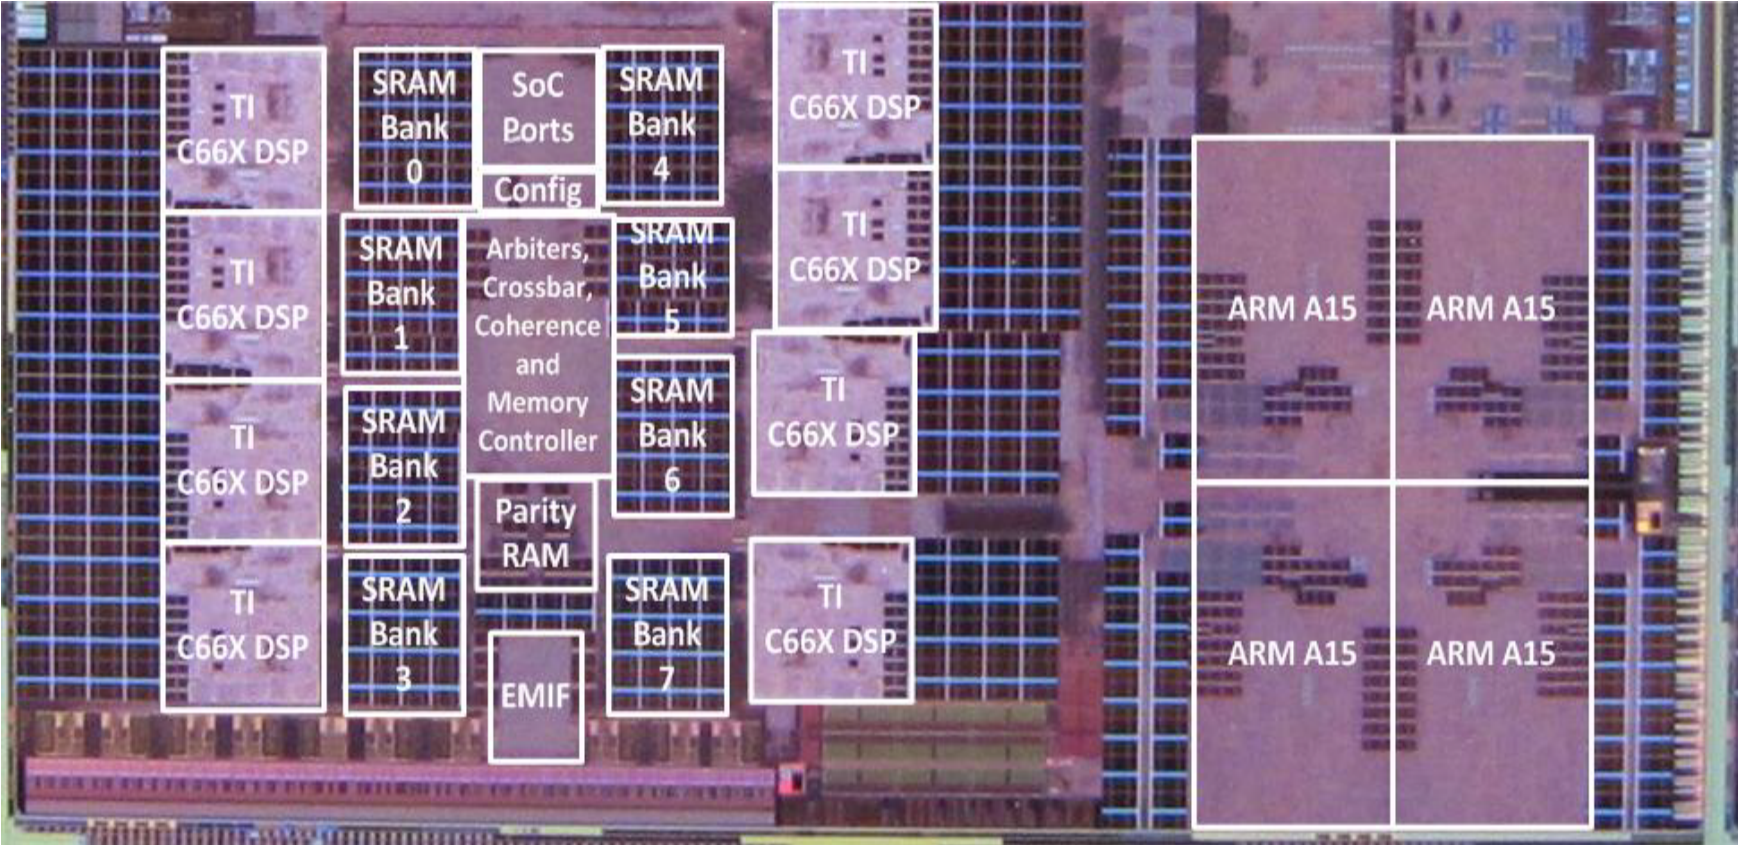 TI
C66X DSP
TI
C66X DSP
TI
C66X DSP
TI
C66X DSP
SRAM
Bank
0
SRAM
Bank
1
SRAM
Bank
2
SRAM
Bank
3
SoC
Ports
Config
Arbiters,
Crossbar,
Coherence
and
Memory
Controller
Parity
RAM
EMIF
SRAM
Bank
4
SRAM
Bank
5
SRAM
Bank
6
SRAM
Bank
7
TI
C66X DSP
TI
C66X DSP
TI
C66X DSP
TI
C66X DSP
ARM A15
ARM A15
ARM A15
ARM A15